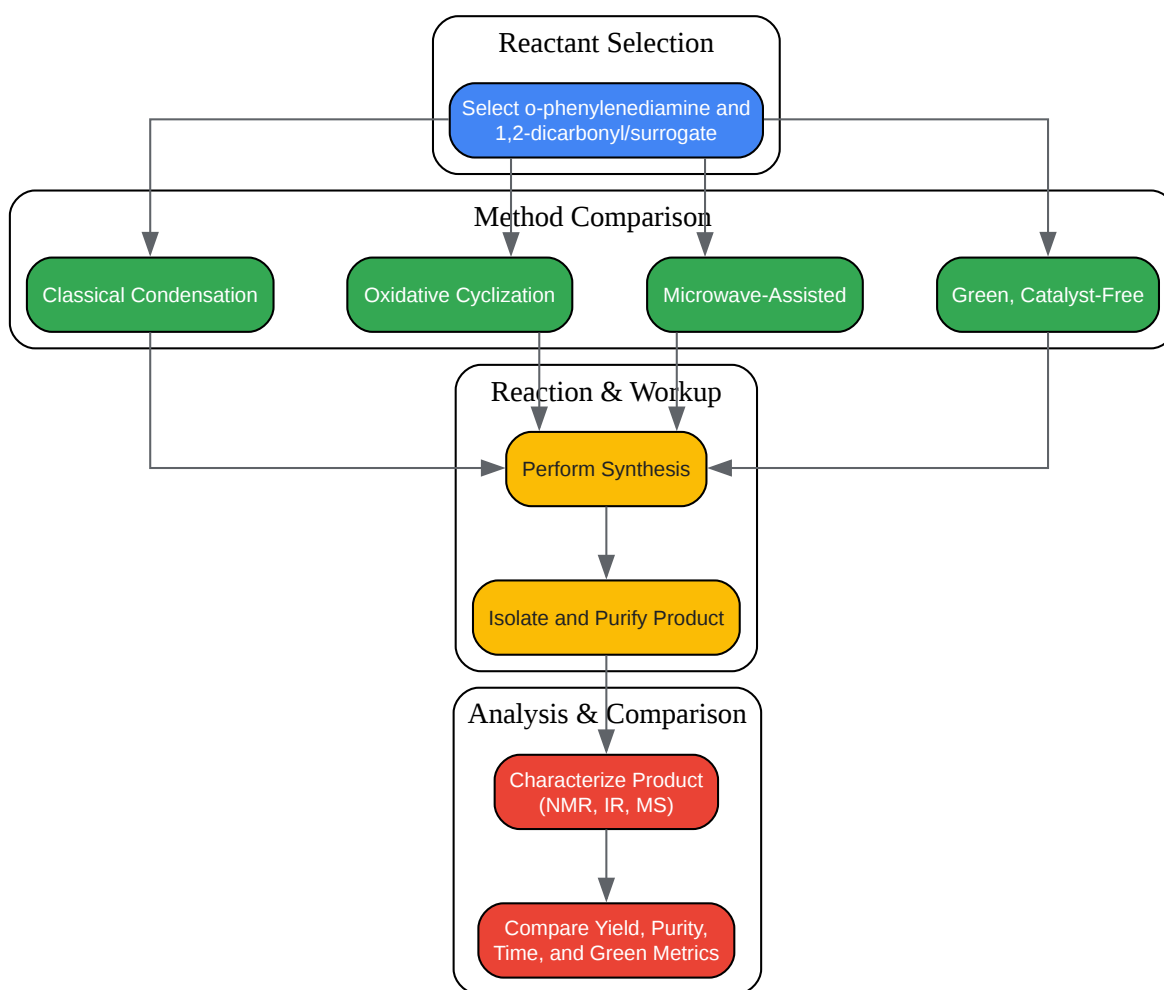 Reactant Selection
Select o-phenylenediamine and
1,2-dicarbonyl/surrogate
Method Comparison
Classical Condensation
Oxidative Cyclization
Microwave-Assisted
Green, Catalyst-Free
Reaction & Workup
Perform Synthesis
Isolate and Purify Product
Analysis & Comparison
Characterize Product
(NMR, IR, MS)
Compare Yield, Purity,
Time, and Green Metrics